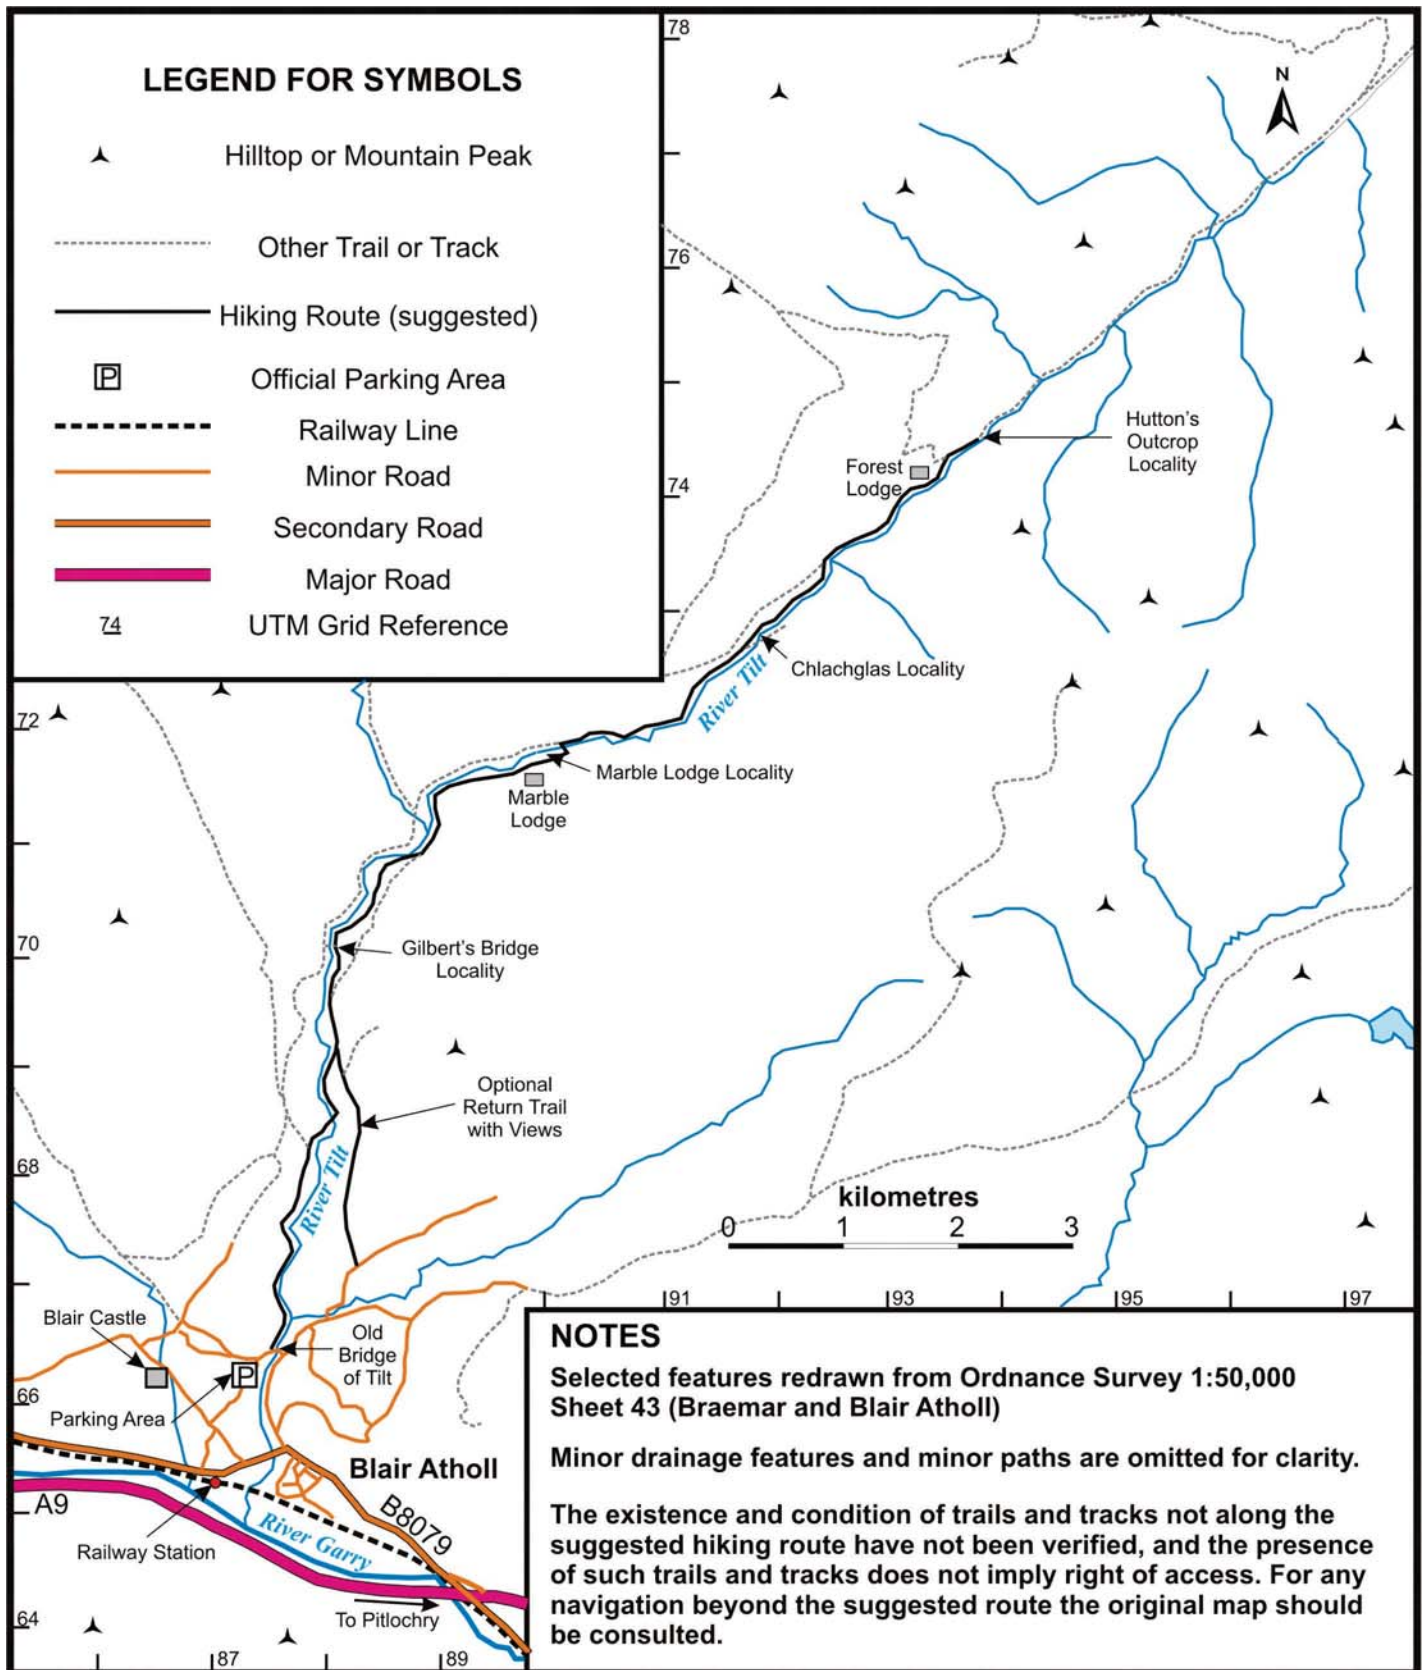 LEGEND FOR SYMBOLS
Hilltop or Mountain Peak
Other Trail or Track
Hiking Route (suggested)
P
Official Parking Area
Railway Line
Minor Road
Secondary Road
Major Road
74
UTM Grid Reference
78
N
76
Hutton's
Outcrop
Locality
Forest
Lodge
74
Chlachglas Locality
River Tilt
72
Marble Lodge Locality
Marble
Lodge
70
Gilbert's Bridge
Locality
Optional
Return Trail
with Views
68
River Tilt
kilometres
0 1 2 3
91 93 95 97
Blair Castle
Old
Bridge
of Tilt
P
66
Parking Area
Blair Atholl
A9
B8079
River Garry
Railway Station
To Pitlochry
64
87 89
NOTES
Selected features redrawn from Ordnance Survey 1:50,000
Sheet 43 (Braemar and Blair Atholl)
Minor drainage features and minor paths are omitted for clarity.
The existence and condition of trails and tracks not along the
suggested hiking route have not been verified, and the presence
of such trails and tracks does not imply right of access. For any
navigation beyond the suggested route the original map should
be consulted.